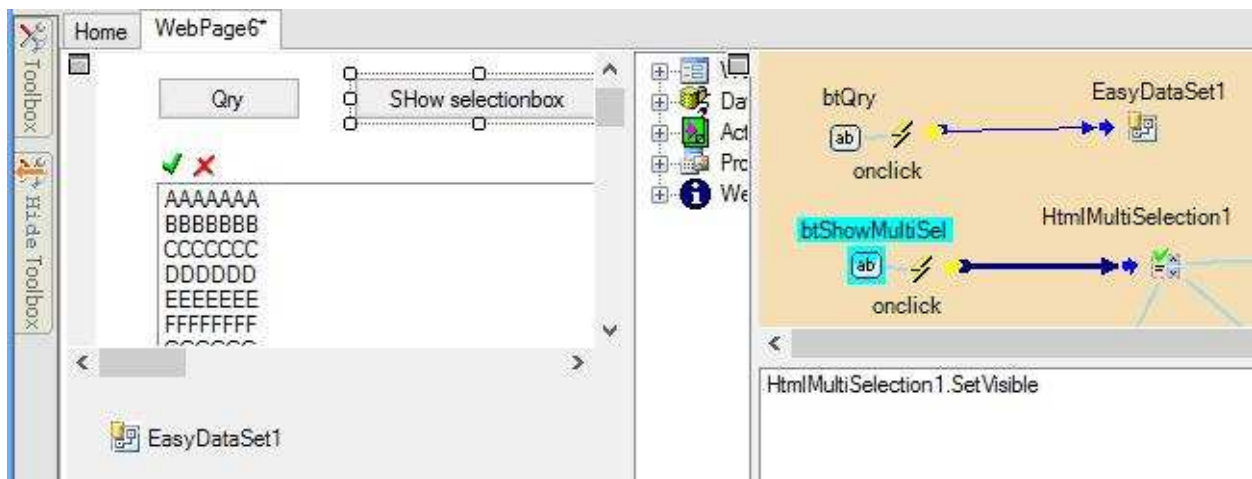 Toolbox
Hide Toolbox
Home
WebPage6*
Qry
SHow selectionbox
AAAAAAA
BBBBBBB
CCCCCCC
DDDDDD
EEEEEEE
FFFFFFFF
EasyDataSet1
Da
Act
Pro
We
btQry
EasyDataSet1
onclick
btShowMultiSel
HtmlMultiSelection1
onclick
HtmlMultiSelection1.SetVisible